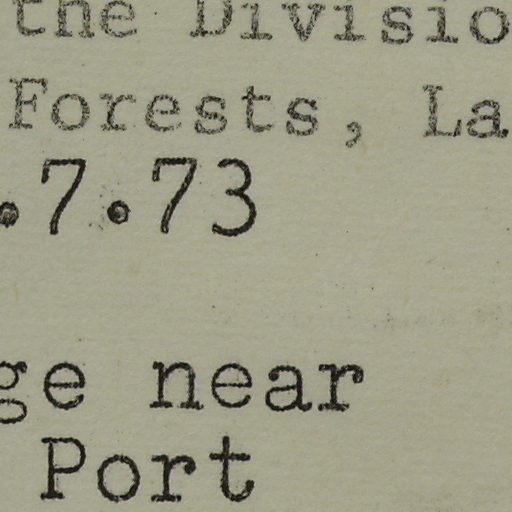 the Divisio
Forests, La
.7.73
ge near
Port